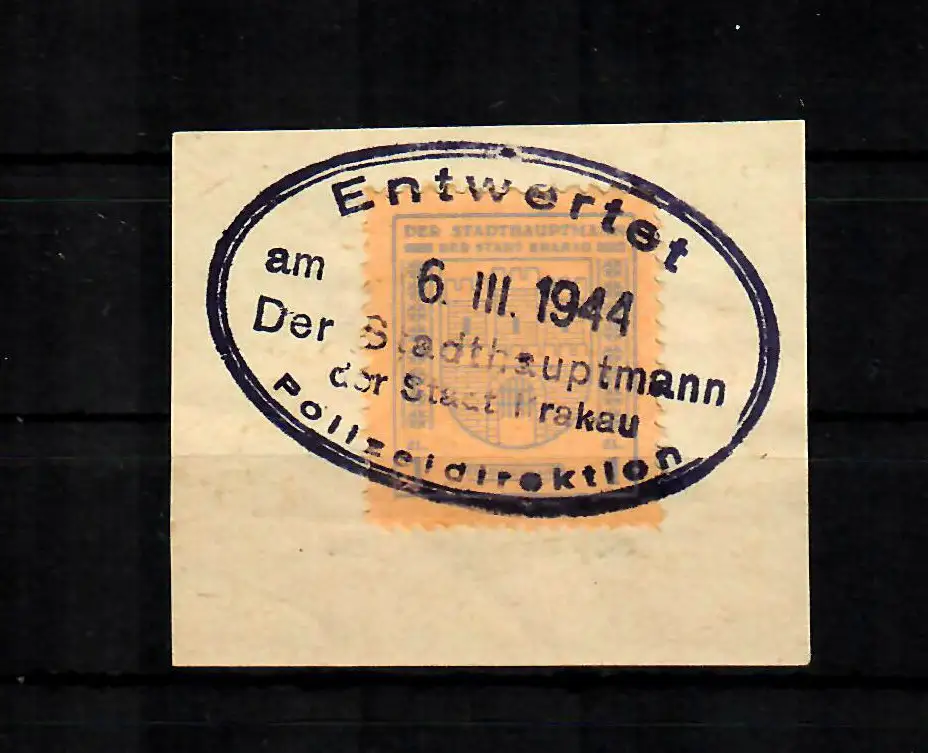 Entwertet
am 6. III. 1944
Der Stadthauptmann
der Stadt Krakau
Polizeidirektion
DER STADTHAUPTMANN
DER STADT KRAKAU